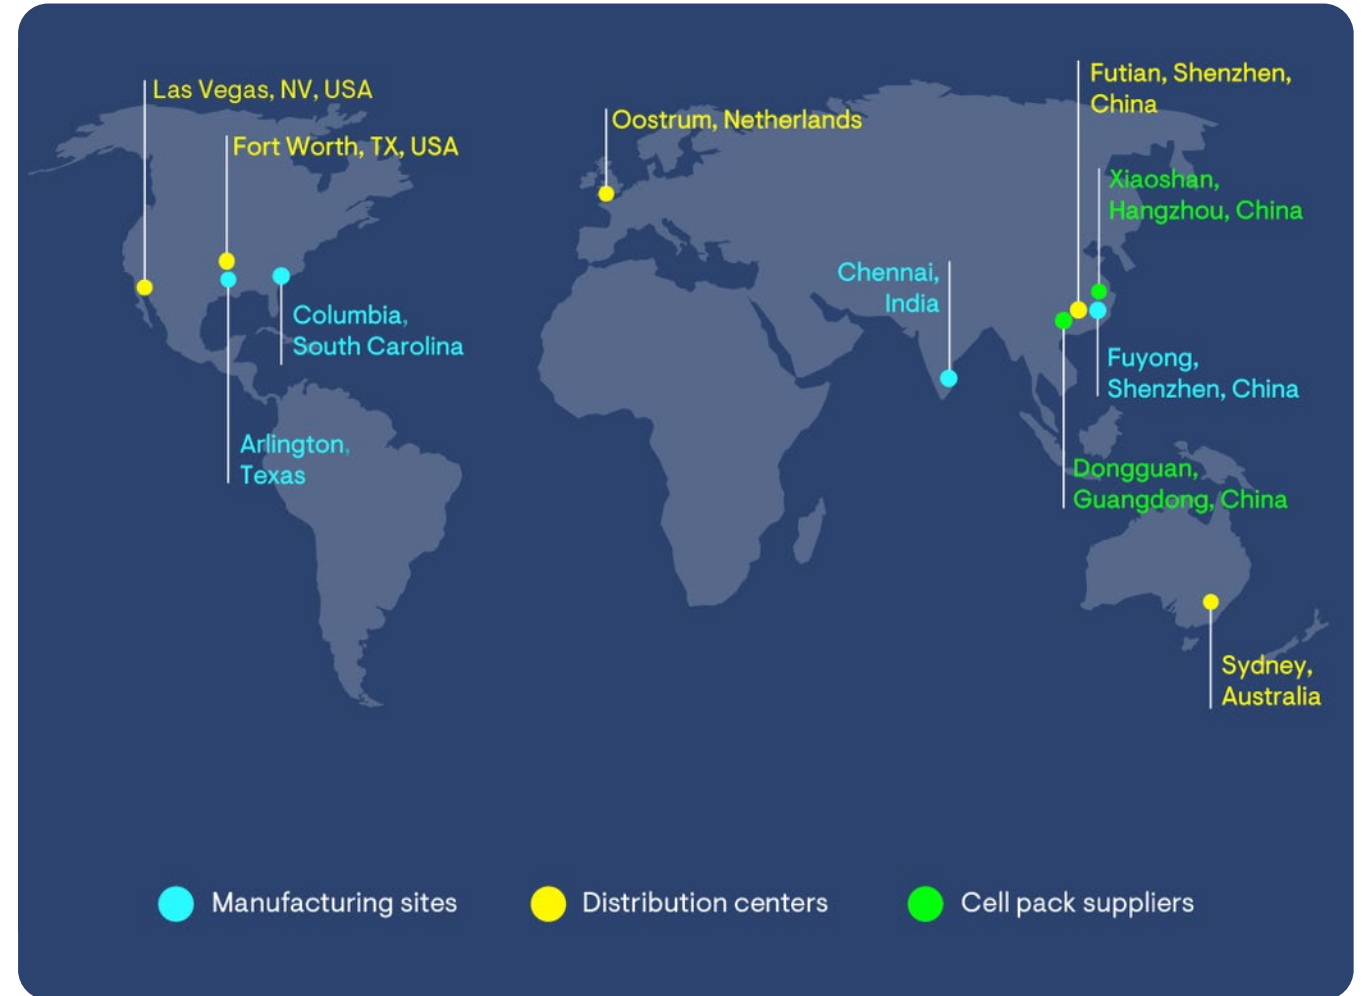 Las Vegas, NV, USA
Fort Worth, TX, USA
Oostrum, Netherlands
Futian, Shenzhen,
China
Xiaoshan,
Hangzhou, China
Chennai,
India
Columbia,
South Carolina
Fuyong,
Shenzhen, China
Arlington,
Texas
Dongguan,
Guangdong, China
Sydney,
Australia
Manufacturing sites
Distribution centers
Cell pack suppliers